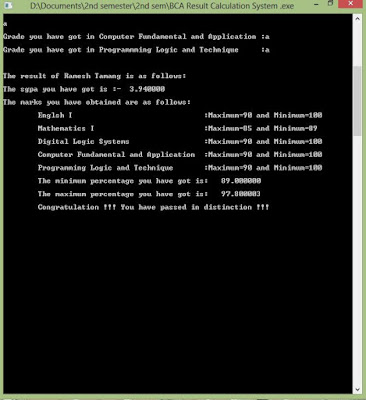 D:\Documents\2nd semester\2nd sem\BCA Result Calculation System .exe
a
Grade you have got in Computer Fundamental and Application :a
Grade you have got in Programmning Logic and Technique :a
The result of Ramesh Tamang is as follows:
The sgpa you have got is :- 3.940000
The marks you have obtained are as follows:
Englsh I :Maximum=90 and Minimum=100
Mathematics I :Maximum=85 and Minimum=89
Digital Logic Systems :Maximum=90 and Minimum=100
Computer Fundamental and Application :Maximum=90 and Minimum=100
Programming Logic and Technique :Maximum=90 and Minimum=100
The minimum percentage you have got is: 89.000000
The maximum percentage you have got is: 97.800003
Congratulation !!! You have passed in distinction !!!